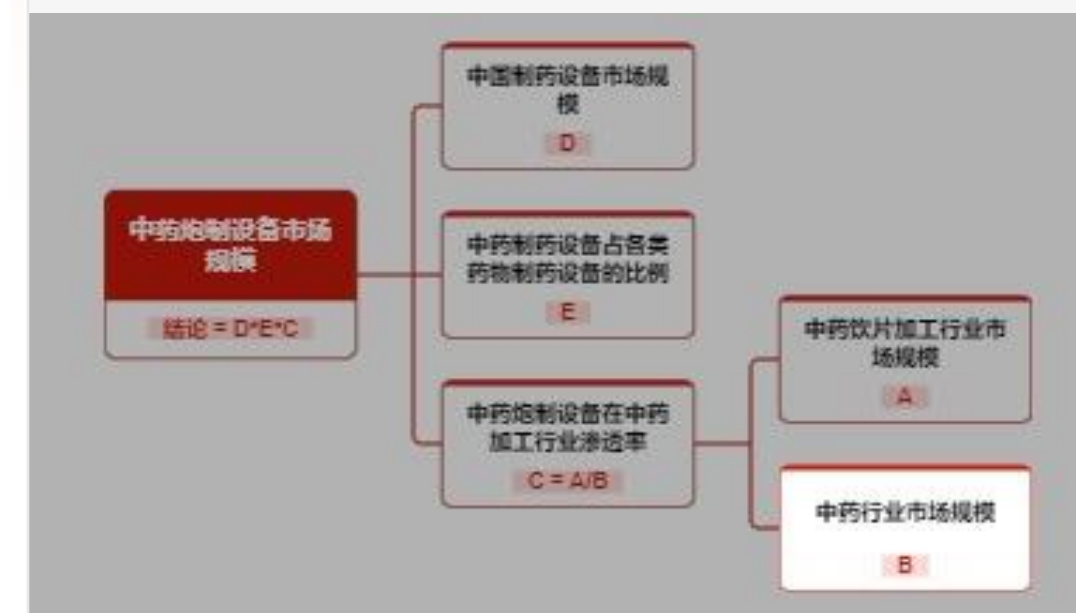 中国制药设备市场规
模
D
中药炮制设备市场
规模
结论 = D*E*C
中药制药设备占各类
药物制药设备的比例
E
中药炮制设备在中药
加工行业渗透率
C = A/B
中药饮片加工行业市
场规模
A
中药行业市场规模
B